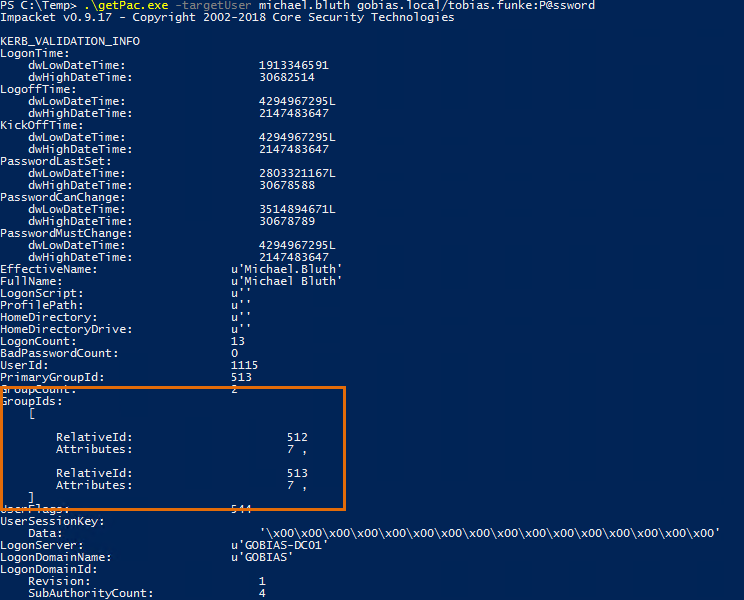 PS C:\Temp> .\getPac.exe -targetUser michael.bluth gobias.local/tobias.funke:P@ssword
Impacket v0.9.17 - Copyright 2002-2018 Core Security Technologies
KERB_VALIDATION_INFO
LogonTime:
dwLowDateTime: 1913346591
dwHighDateTime: 30682514
LogoffTime:
dwLowDateTime: 4294967295L
dwHighDateTime: 2147483647
KickOffTime:
dwLowDateTime: 4294967295L
dwHighDateTime: 2147483647
PasswordLastSet:
dwLowDateTime: 2803321167L
dwHighDateTime: 30678588
PasswordCanChange:
dwLowDateTime: 3514894671L
dwHighDateTime: 30678789
PasswordMustChange:
dwLowDateTime: 4294967295L
dwHighDateTime: 2147483647
EffectiveName: u'Michael.Bluth'
FullName: u'Michael Bluth'
LogonScript: u''
ProfilePath: u''
HomeDirectory: u''
HomeDirectoryDrive: u''
LogonCount: 13
BadPasswordCount: 0
UserId: 1115
PrimaryGroupId: 513
GroupCount: 2
GroupIds:
[
RelativeId: 512
Attributes: 7 ,
RelativeId: 513
Attributes: 7 ,
]
UserFlags: 544
UserSessionKey:
Data: '\x00\x00\x00\x00\x00\x00\x00\x00\x00\x00\x00\x00\x00\x00\x00\x00'
LogonServer: u'GOBIAS-DC01'
LogonDomainName: u'GOBIAS'
LogonDomainId:
Revision: 1
SubAuthorityCount: 4